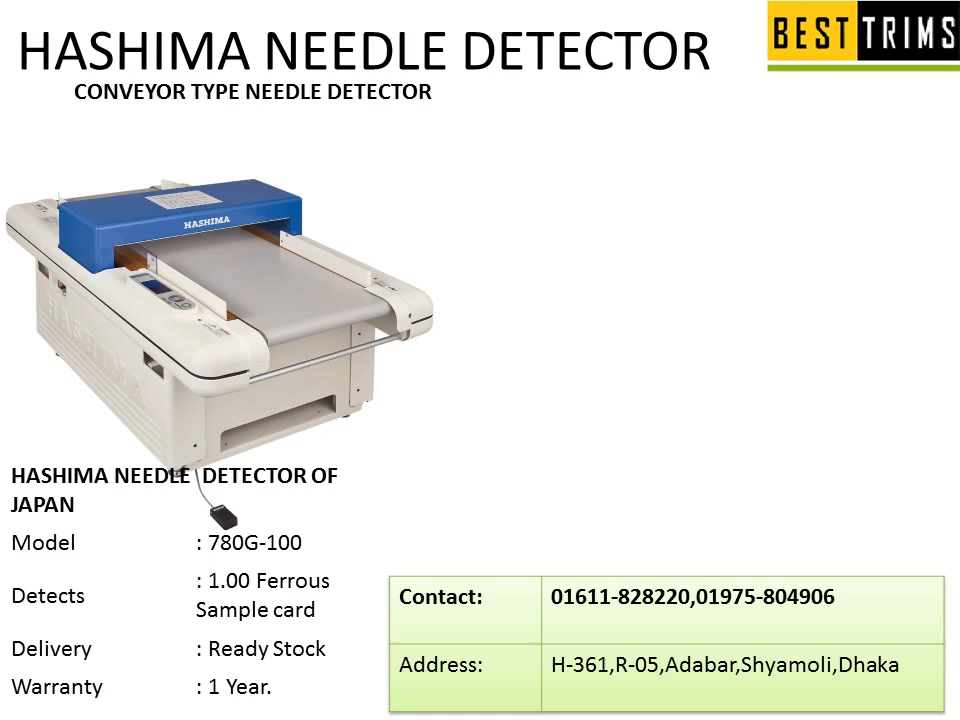 HASHIMA NEEDLE DETECTOR
BEST TRIMS
CONVEYOR TYPE NEEDLE DETECTOR
HASHIMA
HASHIMA
HASHIMA NEEDLE DETECTOR OF
JAPAN
Model : 780G-100
Detects : 1.00 Ferrous
Sample card
Delivery : Ready Stock
Warranty : 1 Year.
Contact: 01611-828220,01975-804906
Address: H-361,R-05,Adabar,Shyamoli,Dhaka